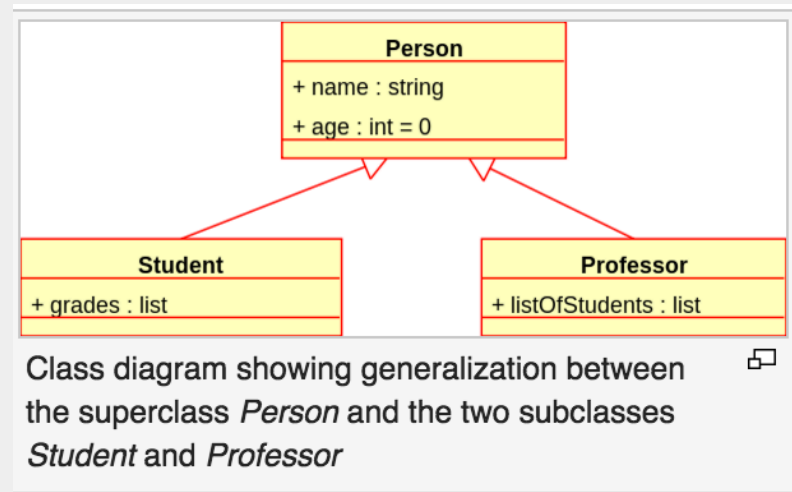 Person
+ name : string
+ age : int = 0
Student
+ grades : list
Professor
+ listOfStudents : list
Class diagram showing generalization between
the superclass Person and the two subclasses
Student and Professor